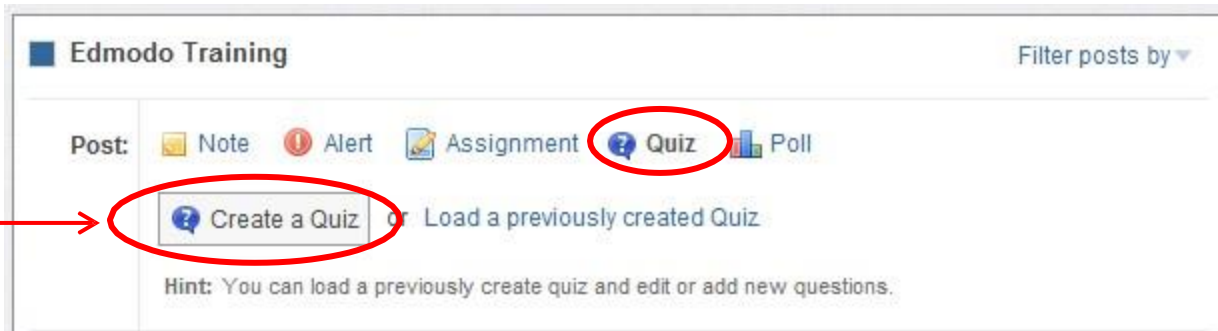 Edmodo Training Filter posts by
Post: Note Alert Assignment Quiz Poll
Create a Quiz or Load a previously created Quiz
Hint: You can load a previously create quiz and edit or add new questions.